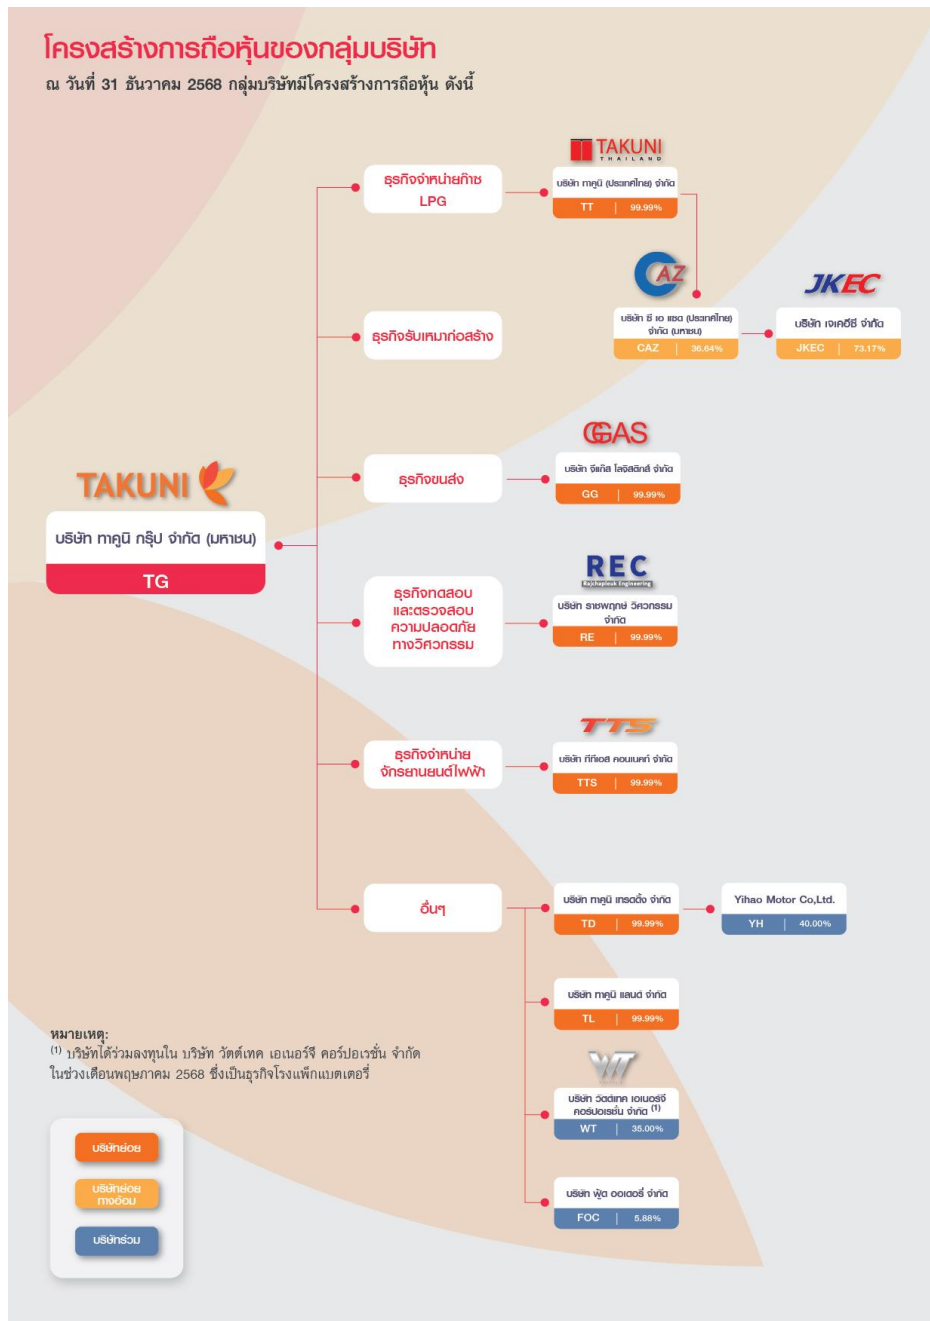 โครงสร้างการถือหุ้นของกลุ่มบริษัท
ณ วันที่ 31 ธันวาคม 2568 กลุ่มบริษัทมีโครงสร้างการถือหุ้น ดังนี้
TAKUNI
บริษัท ทาคูนิ กรุ๊ป จำกัด (มหาชน)
TG
ธุรกิจจำหน่ายก๊าซ
LPG
TAKUNI
THAILAND
บริษัท ทาคูนิ (ประเทศไทย) จำกัด
TT | 99.99%
ธุรกิจรับเหมาก่อสร้าง
CAZ
บริษัท ซี เอ แซด (ประเทศไทย)
จำกัด (มหาชน)
CAZ | 36.64%
JKEC
บริษัท เจเคอีซี จำกัด
JKEC | 73.17%
ธุรกิจขนส่ง
GGAS
บริษัท จีแก๊ส โลจิสติกส์ จำกัด
GG | 99.99%
ธุรกิจทดสอบ
และตรวจสอบ
ความปลอดภัย
ทางวิศวกรรม
REC
Rajchapleuk Engineering
บริษัท ราชพฤกษ์ วิศวกรรม
จำกัด
RE | 99.99%
ธุรกิจจำหน่าย
จักรยานยนต์ไฟฟ้า
TTS
บริษัท ทีทีเอส คอนเนคท์ จำกัด
TTS | 99.99%
อื่นๆ
บริษัท ทาคูนิ เทรดดิ้ง จำกัด
TD | 99.99%
Yihao Motor Co,Ltd.
YH | 40.00%
บริษัท ทาคูนิ แลนด์ จำกัด
TL | 99.99%
WT
บริษัท วัตต์เทค เอเนอร์จี
คอร์ปอเรชั่น จำกัด (1)
WT | 35.00%
บริษัท ฟู้ด ออเดอรี่ จำกัด
FOC | 5.88%
หมายเหตุ:
(1) บริษัทได้ร่วมลงทุนใน บริษัท วัตต์เทค เอเนอร์จี คอร์ปอเรชั่น จำกัด
ในช่วงเดือนพฤษภาคม 2568 ซึ่งเป็นธุรกิจโรงแพ็กแบตเตอรี่
บริษัทย่อย
บริษัทย่อย
ทางอ้อม
บริษัทร่วม